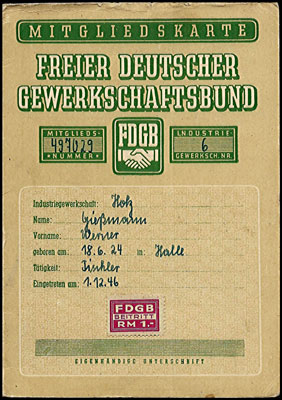 MITGLIEDSKARTE
FREIER DEUTSCHER
GEWERKSCHAFTSBUND
MITGLIEDS-
497029
NUMMER
FDGB
INDUSTRIE
6
GEWERKSCH. NR.
Industriegewerkschaft: Holz
Name: Gießmann
Vorname: Werner
geboren am: 18.6.24 in: Halle
Tätigkeit: Tischler
Eingetreten am: 1.12.46
FDGB
BEITRITT
RM 1.-
EIGENHÄNDIGE UNTERSCHRIFT